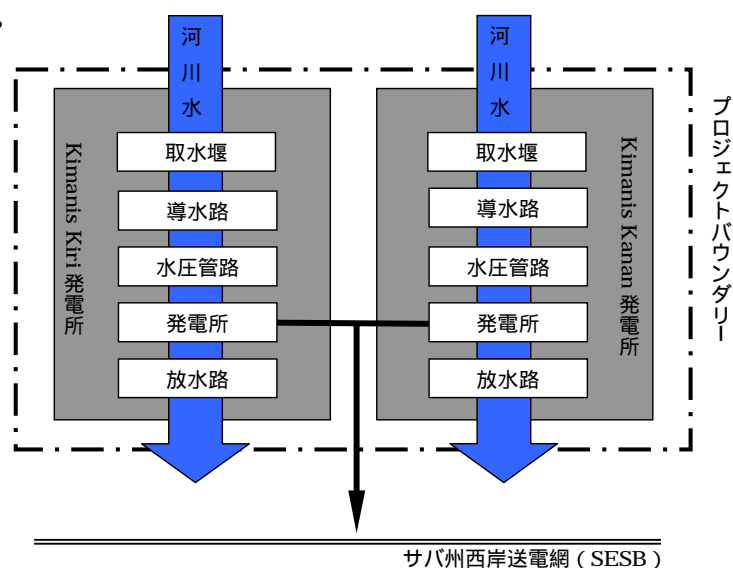 。
河川水
取水堰
導水路
水圧管路
発電所
放水路
Kimanis Kiri 発電所
河川水
取水堰
導水路
水圧管路
発電所
放水路
Kimanis Kanan 発電所
プロジェクトバウンダリー
サバ州西岸送電網（SESB）